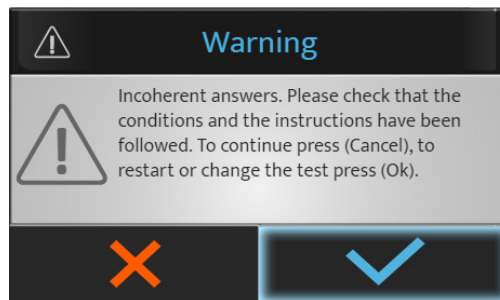 Warning
Incoherent answers. Please check that the
conditions and the instructions have been
followed. To continue press (Cancel), to
restart or change the test press (Ok).